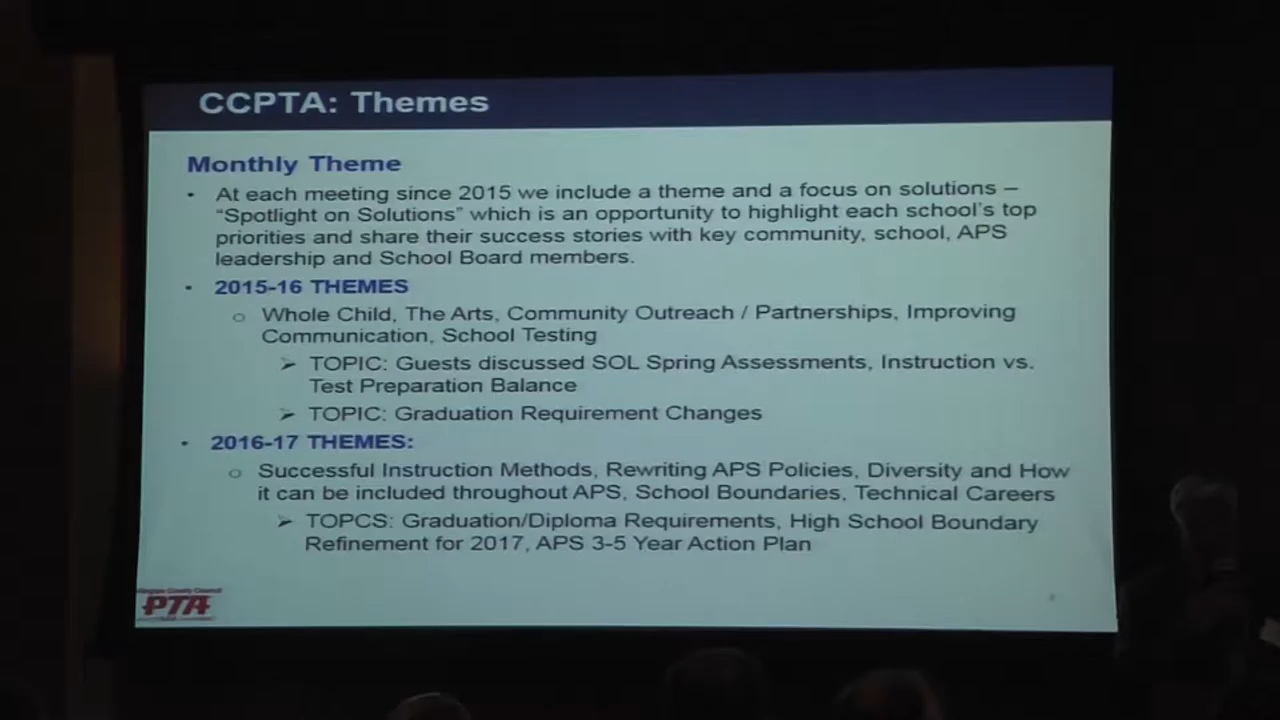 CCPTA: Themes
Monthly Theme
• At each meeting since 2015 we include a theme and a focus on solutions –
“Spotlight on Solutions” which is an opportunity to highlight each school’s top
priorities and share their success stories with key community, school, APS
leadership and School Board members.
• 2015-16 THEMES
o Whole Child, The Arts, Community Outreach / Partnerships, Improving
Communication, School Testing
➢ TOPIC: Guests discussed SOL Spring Assessments, Instruction vs.
Test Preparation Balance
➢ TOPIC: Graduation Requirement Changes
• 2016-17 THEMES:
o Successful Instruction Methods, Rewriting APS Policies, Diversity and How
it can be included throughout APS, School Boundaries, Technical Careers
➢ TOPCS: Graduation/Diploma Requirements, High School Boundary
Refinement for 2017, APS 3-5 Year Action Plan
County Council
PTA